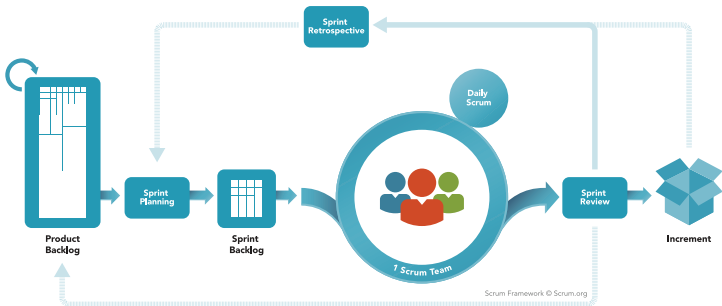 Sprint
Retrospective
Daily
Scrum
Sprint
Planning
Sprint
Review
Product
Backlog
Sprint
Backlog
1 Scrum Team
Increment
Scrum Framework © Scrum.org